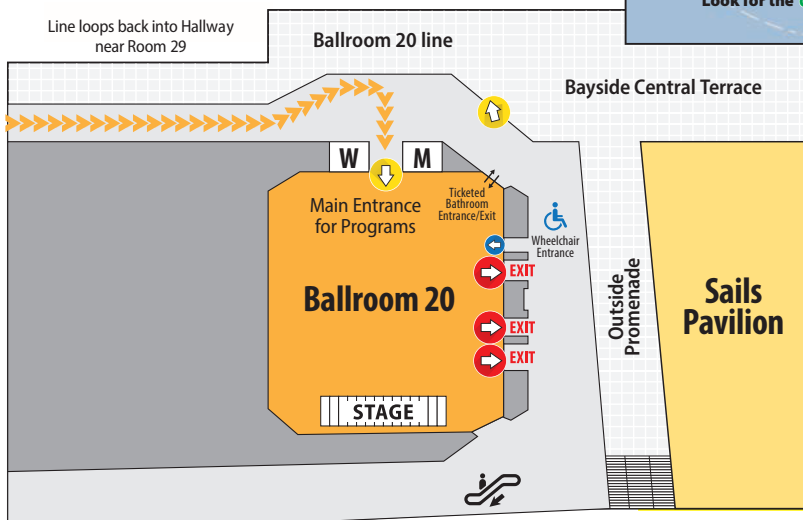 Look for the
Line loops back into Hallway
near Room 29
Ballroom 20 line
Bayside Central Terrace
W
M
Main Entrance
for Programs
Ticketed
Bathroom
Entrance/Exit
Wheelchair
Entrance
EXIT
Ballroom 20
EXIT
EXIT
STAGE
Outside
Promenade
Sails
Pavilion